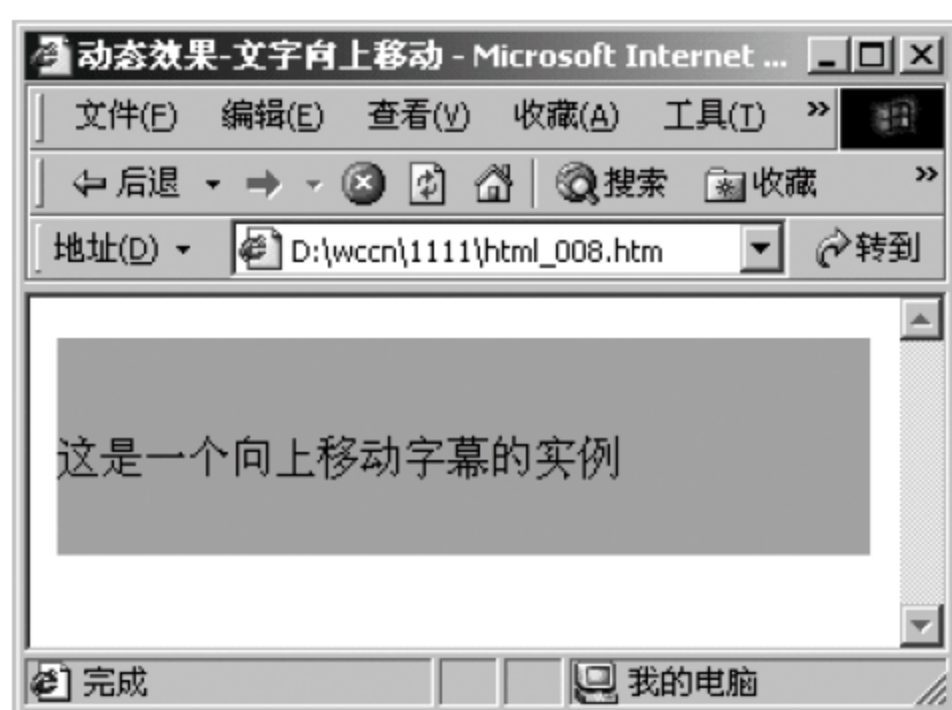 动态效果-文字向上移动 - Microsoft Internet ...
文件(F) 编辑(E) 查看(V) 收藏(A) 工具(T) »
后退 搜索 收藏 »
地址(D) D:\wccn\1111\html_008.htm 转到
这是一个向上移动字幕的实例
完成 我的电脑